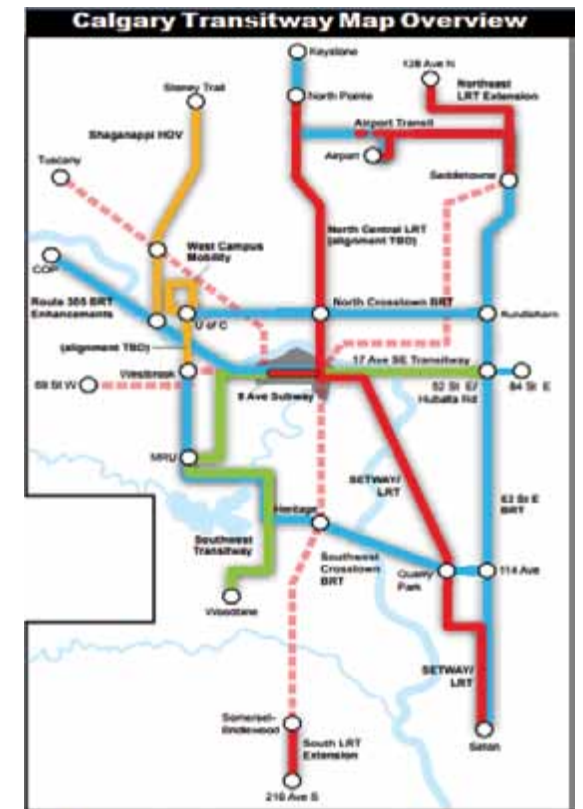 Calgary Transitway Map Overview
Keystone
128 Ave N
Northeast
LRT Extension
Stoney Trail
North Pointe
Airport Transit
Airport
Shaganappi HOV
Tuscany
Saddletowne
North Central LRT
(alignment TBD)
West Campus
Mobility
COP
Route 305 BRT
Enhancements
North Crosstown BRT
U of C
Rundlehorn
(alignment TBD)
17 Ave SE Transitway
Westbrook
69 St W
8 Ave Subway
52 St E/
Hubalta Rd
84 St E
MRU
SETWAY/
LRT
Heritage
52 St E
BRT
Southwest
Transitway
Southwest
Crosstown
BRT
Quarry
Park
114 Ave
Woodbine
SETWAY/
LRT
Somerset-
Bridlewood
South LRT
Extension
Seton
210 Ave S